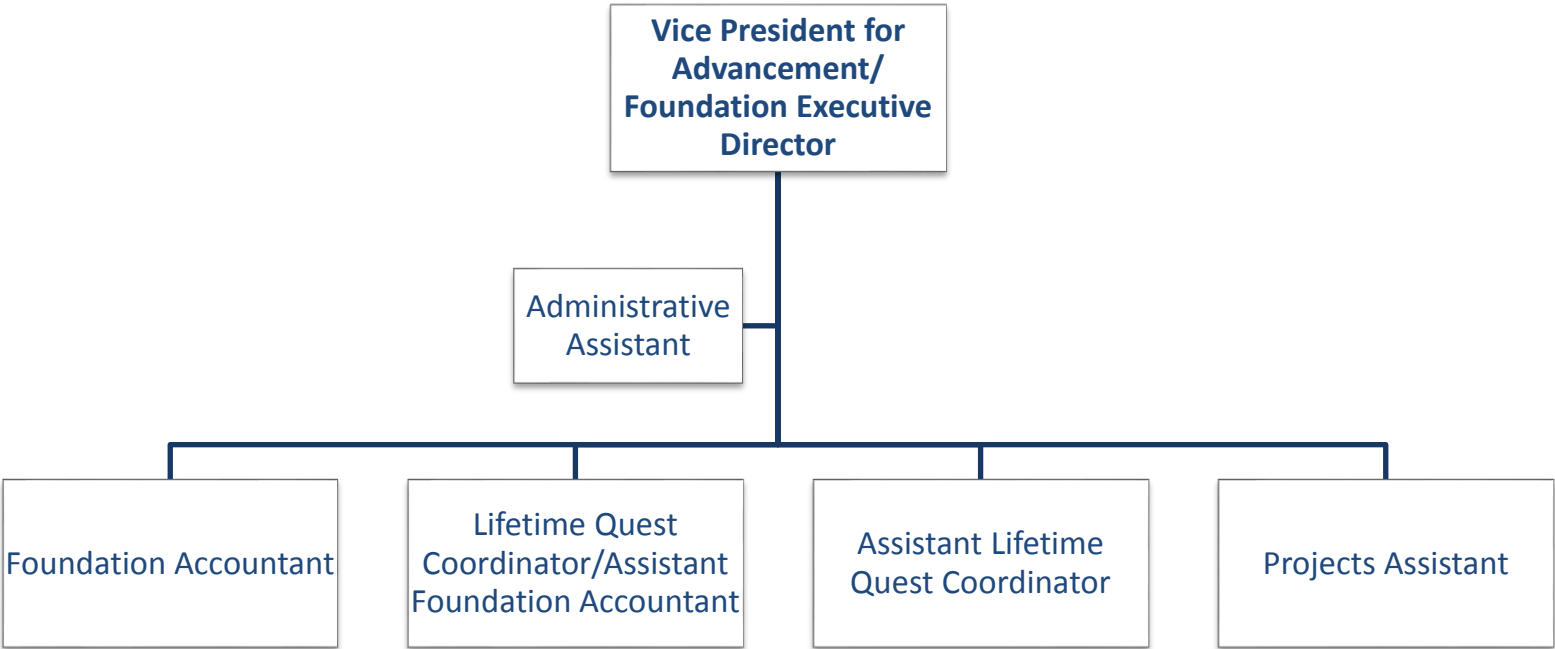 Vice President for
Advancement/
Foundation Executive
Director
Administrative
Assistant
Foundation Accountant
Lifetime Quest
Coordinator/Assistant
Foundation Accountant
Assistant Lifetime
Quest Coordinator
Projects Assistant